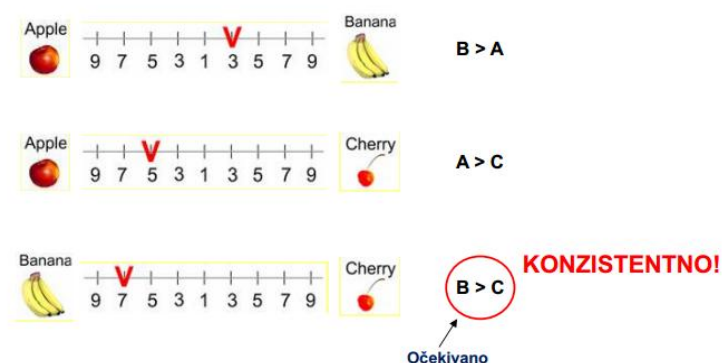 Apple
9 7 5 3 1 3 5 7 9
Banana
B > A
Apple
9 7 5 3 1 3 5 7 9
Cherry
A > C
Banana
9 7 5 3 1 3 5 7 9
Cherry
B > C
KONZISTENTNO!
Očekivano